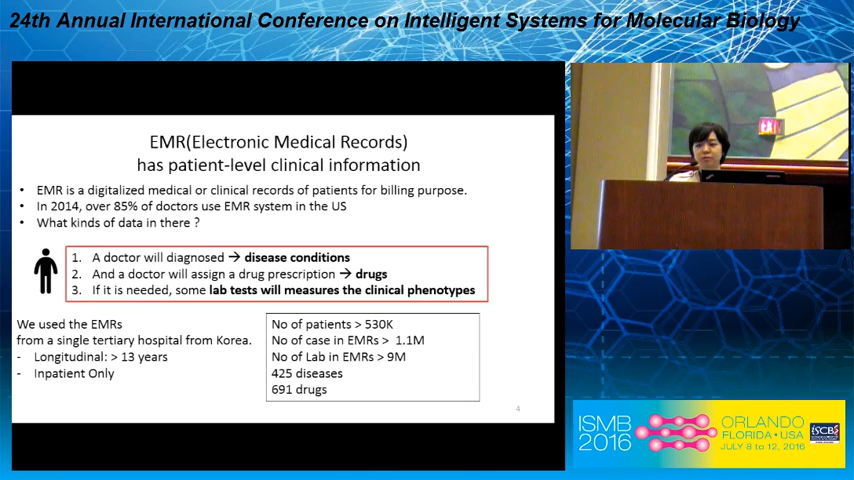 24th Annual International Conference on Intelligent Systems for Molecular Biology
EMR(Electronic Medical Records)
has patient-level clinical information
• EMR is a digitalized medical or clinical records of patients for billing purpose.
• In 2014, over 85% of doctors use EMR system in the US
• What kinds of data in there ?
1. A doctor will diagnosed → disease conditions
2. And a doctor will assign a drug prescription → drugs
3. If it is needed, some lab tests will measures the clinical phenotypes
We used the EMRs
from a single tertiary hospital from Korea.
- Longitudinal: > 13 years
- Inpatient Only
No of patients > 530K
No of case in EMRs > 1.1M
No of Lab in EMRs > 9M
425 diseases
691 drugs
4
EXIT
ISMB
2016
ORLANDO
FLORIDA • USA
JULY 8 to 12, 2016
ISCB